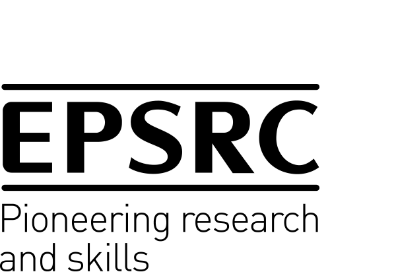 EPSRC
Pioneering research
and skills